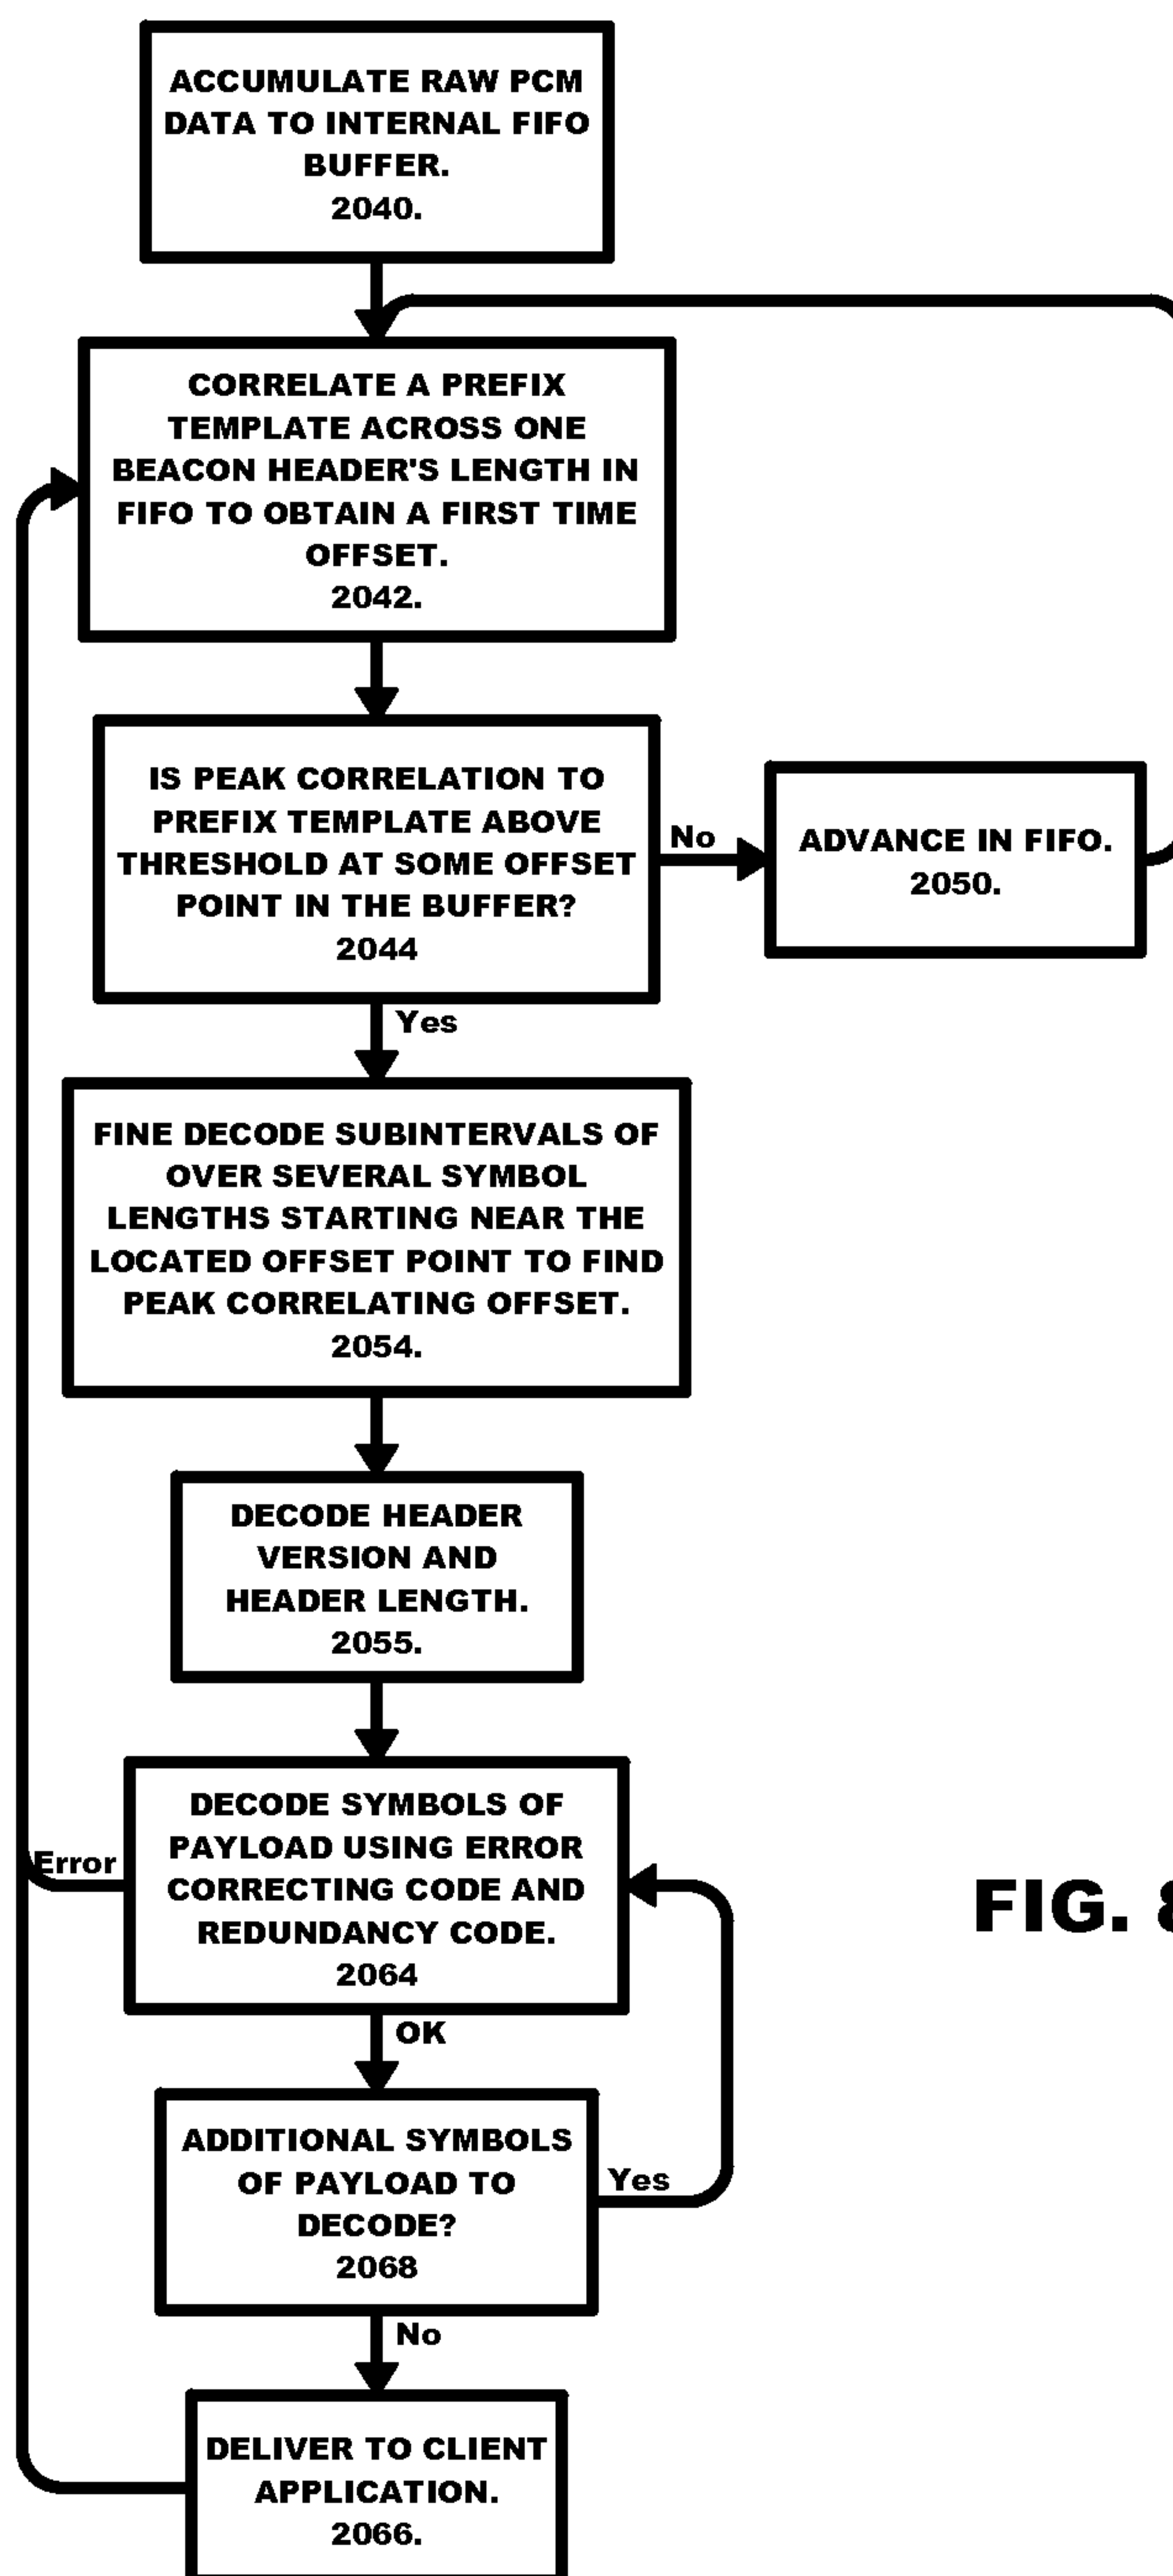 ACCUMULATE RAW PCM
DATA TO INTERNAL FIFO
BUFFER.
2040.
CORRELATE A PREFIX
TEMPLATE ACROSS ONE
BEACON HEADER'S LENGTH IN
FIFO TO OBTAIN A FIRST TIME
OFFSET.
2042.
IS PEAK CORRELATION TO
PREFIX TEMPLATE ABOVE
THRESHOLD AT SOME OFFSET
POINT IN THE BUFFER?
2044
No
ADVANCE IN FIFO.
2050.
Yes
FINE DECODE SUBINTERVALS OF
OVER SEVERAL SYMBOL
LENGTHS STARTING NEAR THE
LOCATED OFFSET POINT TO FIND
PEAK CORRELATING OFFSET.
2054.
DECODE HEADER
VERSION AND
HEADER LENGTH.
2055.
DECODE SYMBOLS OF
PAYLOAD USING ERROR
CORRECTING CODE AND
REDUNDANCY CODE.
2064
Error
FIG.
OK
ADDITIONAL SYMBOLS
OF PAYLOAD TO
DECODE?
2068
Yes
No
DELIVER TO CLIENT
APPLICATION.
2066.